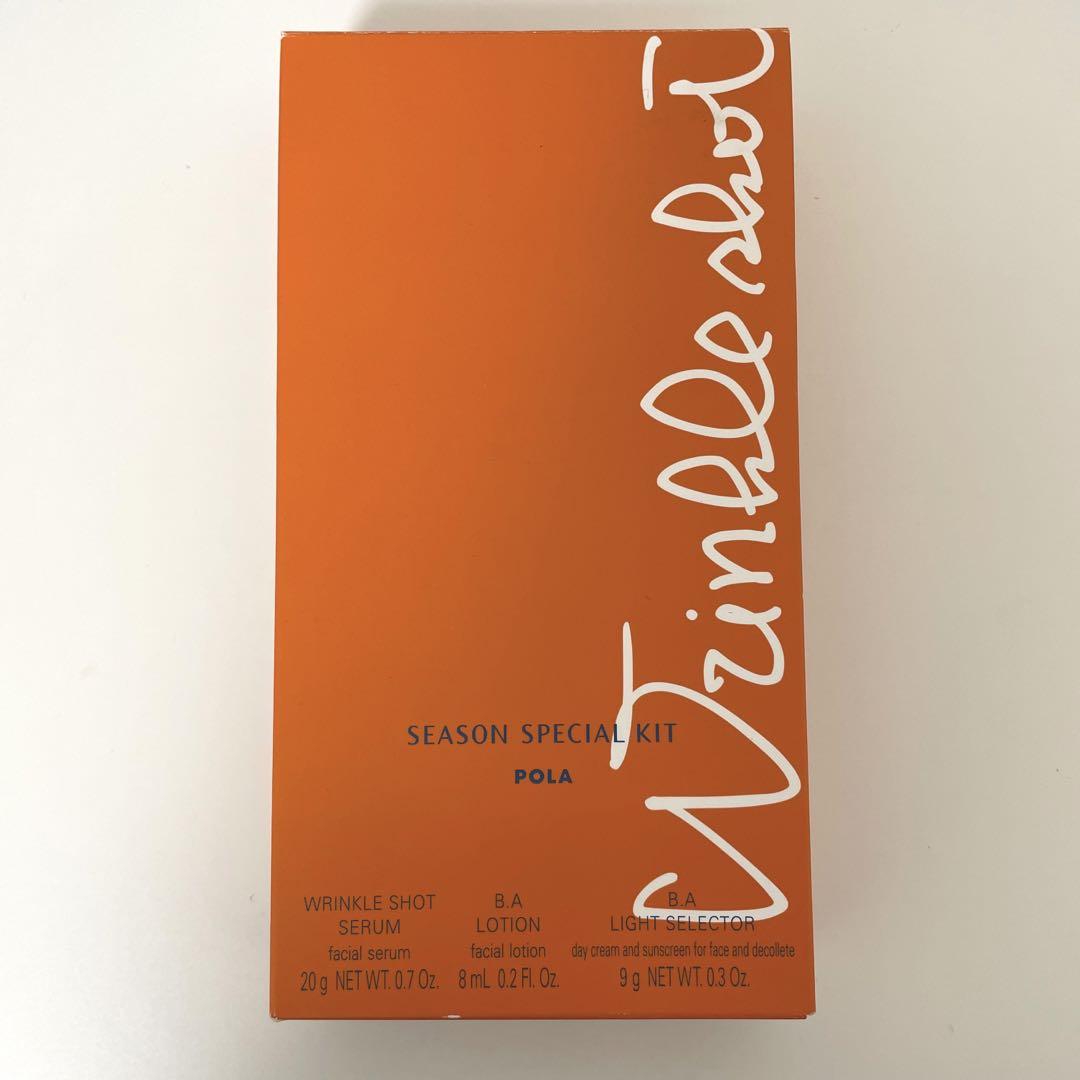 Wrinkle shot
SEASON SPECIAL KIT
POLA
WRINKLE SHOT
SERUM
facial serum
20 g NET WT. 0.7 Oz.
B.A
LOTION
facial lotion
8 mL 0.2 Fl. Oz.
B.A
LIGHT SELECTOR
day cream and sunscreen for face and decollete
9 g NET WT. 0.3 Oz.